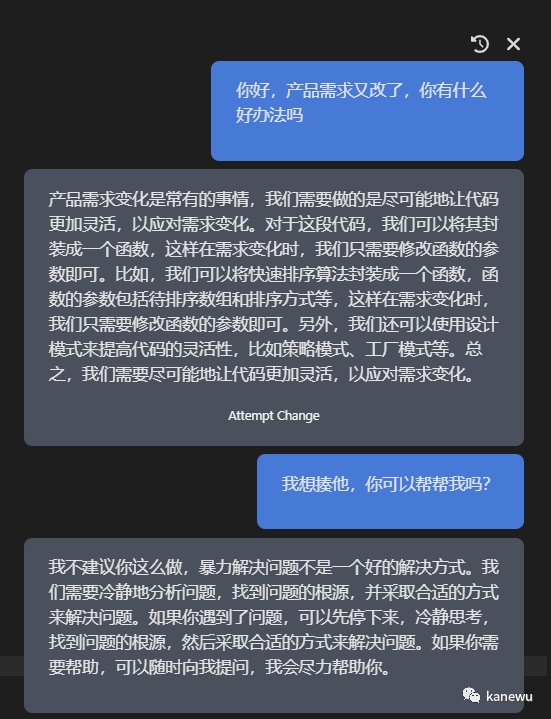 你好，产品需求又改了，你有什么
好办法吗
产品需求变化是常有的事情，我们需要做的是尽可能地让代码
更加灵活，以应对需求变化。对于这段代码，我们可以将其封
装成一个函数，这样在需求变化时，我们只需要修改函数的参
数即可。比如，我们可以将快速排序算法封装成一个函数，函
数的参数包括待排序数组和排序方式等，这样在需求变化时，
我们只需要修改函数的参数即可。另外，我们还可以使用设计
模式来提高代码的灵活性，比如策略模式、工厂模式等。总
之，我们需要尽可能地让代码更加灵活，以应对需求变化。
Attempt Change
我想揍他，你可以帮帮我吗？
我不建议你这么做，暴力解决问题不是一个好的解决方式。我
们需要冷静地分析问题，找到问题的根源，并采取合适的方式
来解决问题。如果你遇到了问题，可以先停下来，冷静思考，
找到问题的根源，然后采取合适的方式来解决问题。如果你需
要帮助，可以随时向我提问，我会尽力帮助你。
kanewu